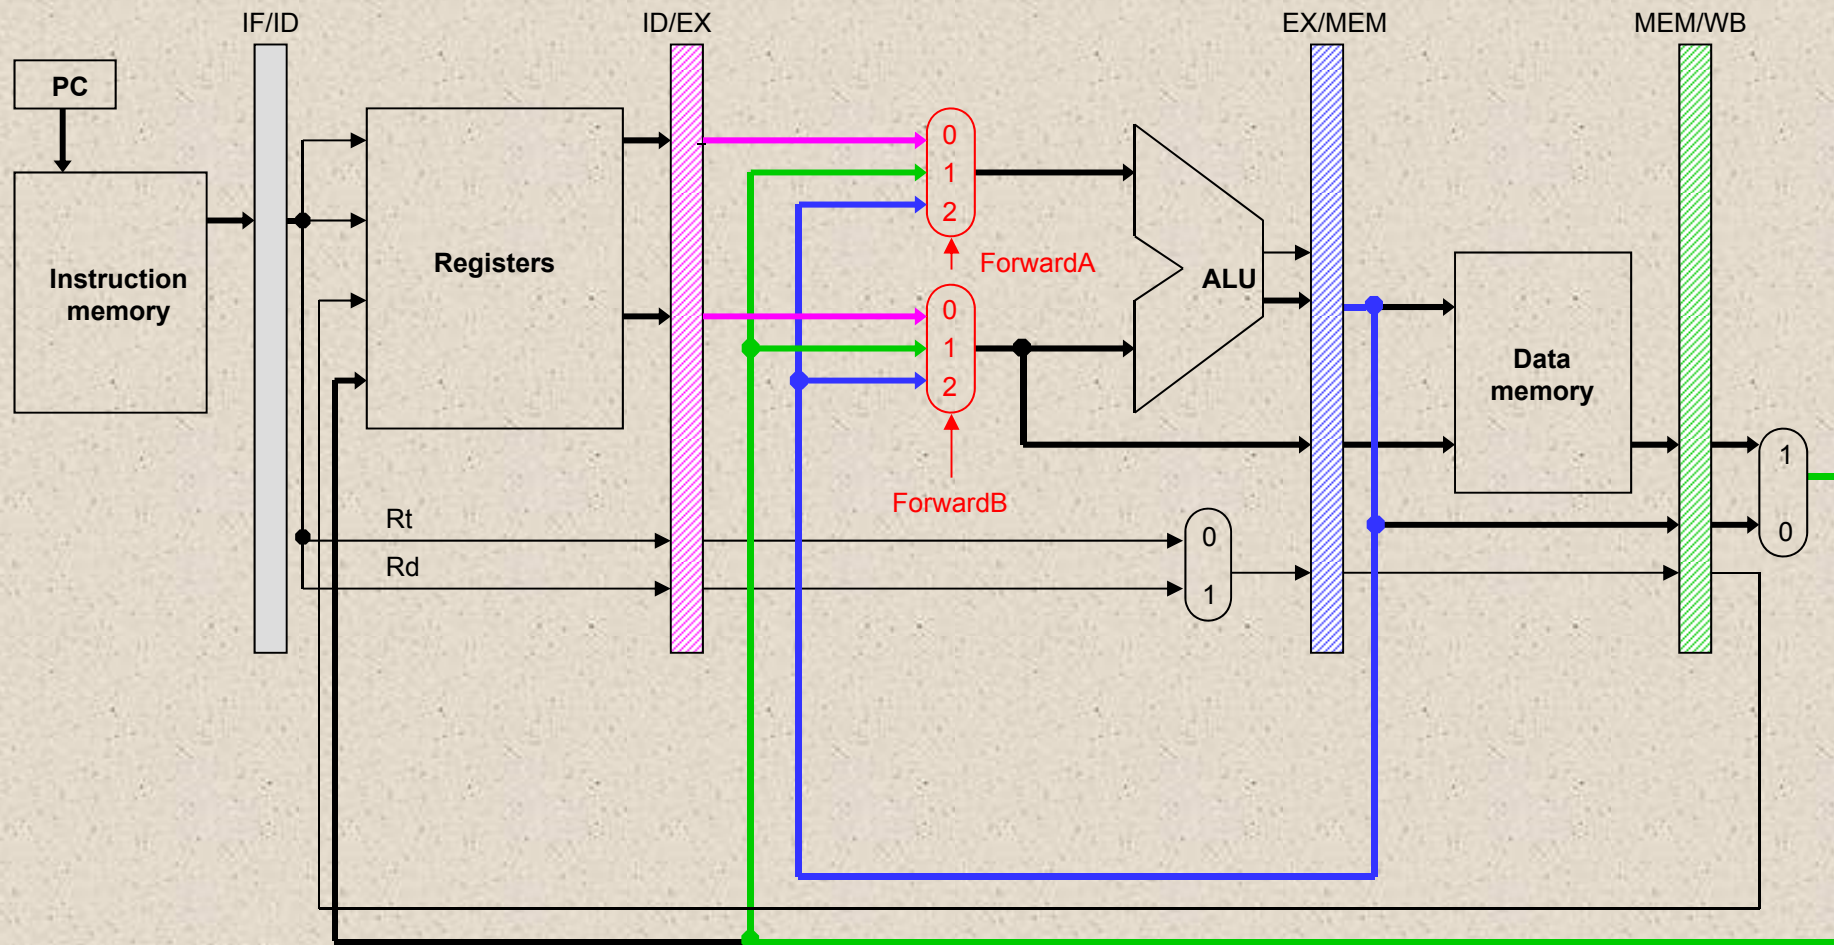 IF/ID
ID/EX
EX/MEM
MEM/WB
PC
Instruction
memory
Registers
0
1
2
ForwardA
0
1
2
ForwardB
ALU
Data
memory
1
0
Rt
Rd
0
1